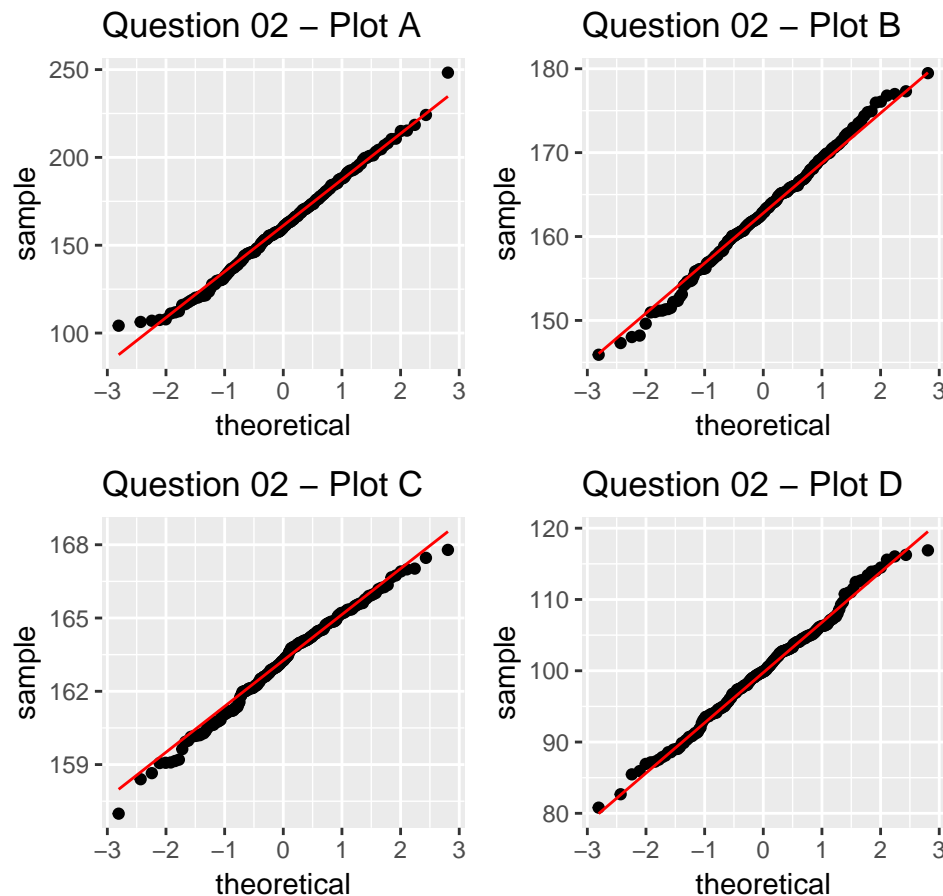 Question 02 – Plot A
250
200
150
100
−3 −2 −1 0 1 2 3
theoretical
sample
Question 02 – Plot B
180
170
160
150
−3 −2 −1 0 1 2 3
theoretical
sample
Question 02 – Plot C
168
165
162
159
−3 −2 −1 0 1 2 3
theoretical
sample
Question 02 – Plot D
120
110
100
90
80
−3 −2 −1 0 1 2 3
theoretical
sample